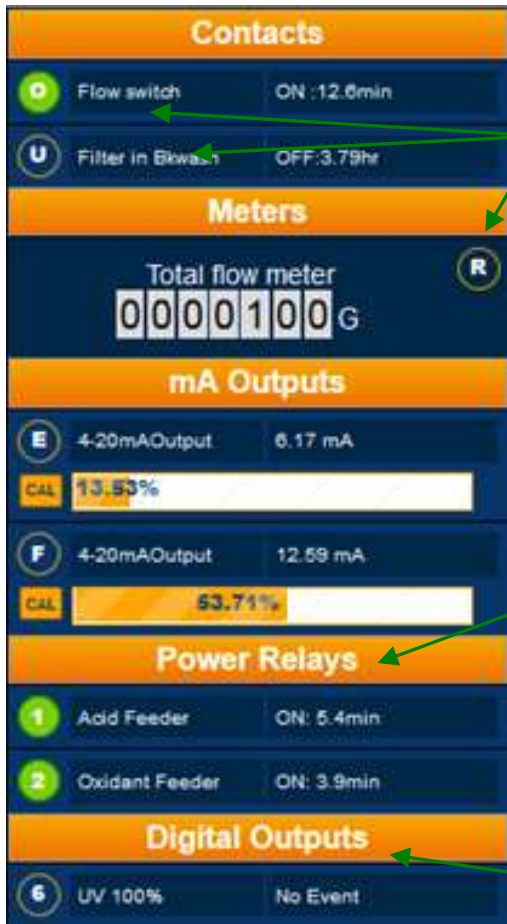 Contacts
O Flow switch ON :12.6min
U Filter in Bkwash OFF:3.79hr
Meters
Total flow meter R
0000100 G
mA Outputs
E 4-20mAOutput 6.17 mA
CAL 13.53%
F 4-20mAOutput 12.59 mA
CAL 53.71%
Power Relays
1 Acid Feeder ON: 5.4min
2 Oxidant Feeder ON: 3.9min
Digital Outputs
6 UV 100% No Event